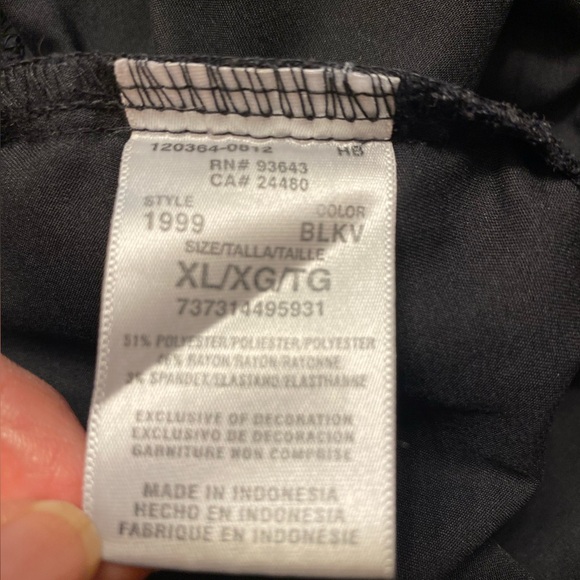 120364-0612 HB
RN# 93643
CA# 24480
STYLE COLOR
1999 BLKV
SIZE/TALLA/TAILLE
XL/XG/TG
737314495931
51% POLYESTER/POLYESTER/POLYESTER
RAYON/RAYON/RAYONNE
3% SPANDEX/ELASTANO/ELASTHANNE
EXCLUSIVE OF DECORATION
EXCLUSIVO DE DECORACION
GARNITURE NON COMPRISE
MADE IN INDONESIA
HECHO EN INDONESIA
FABRIQUE EN INDONESIE